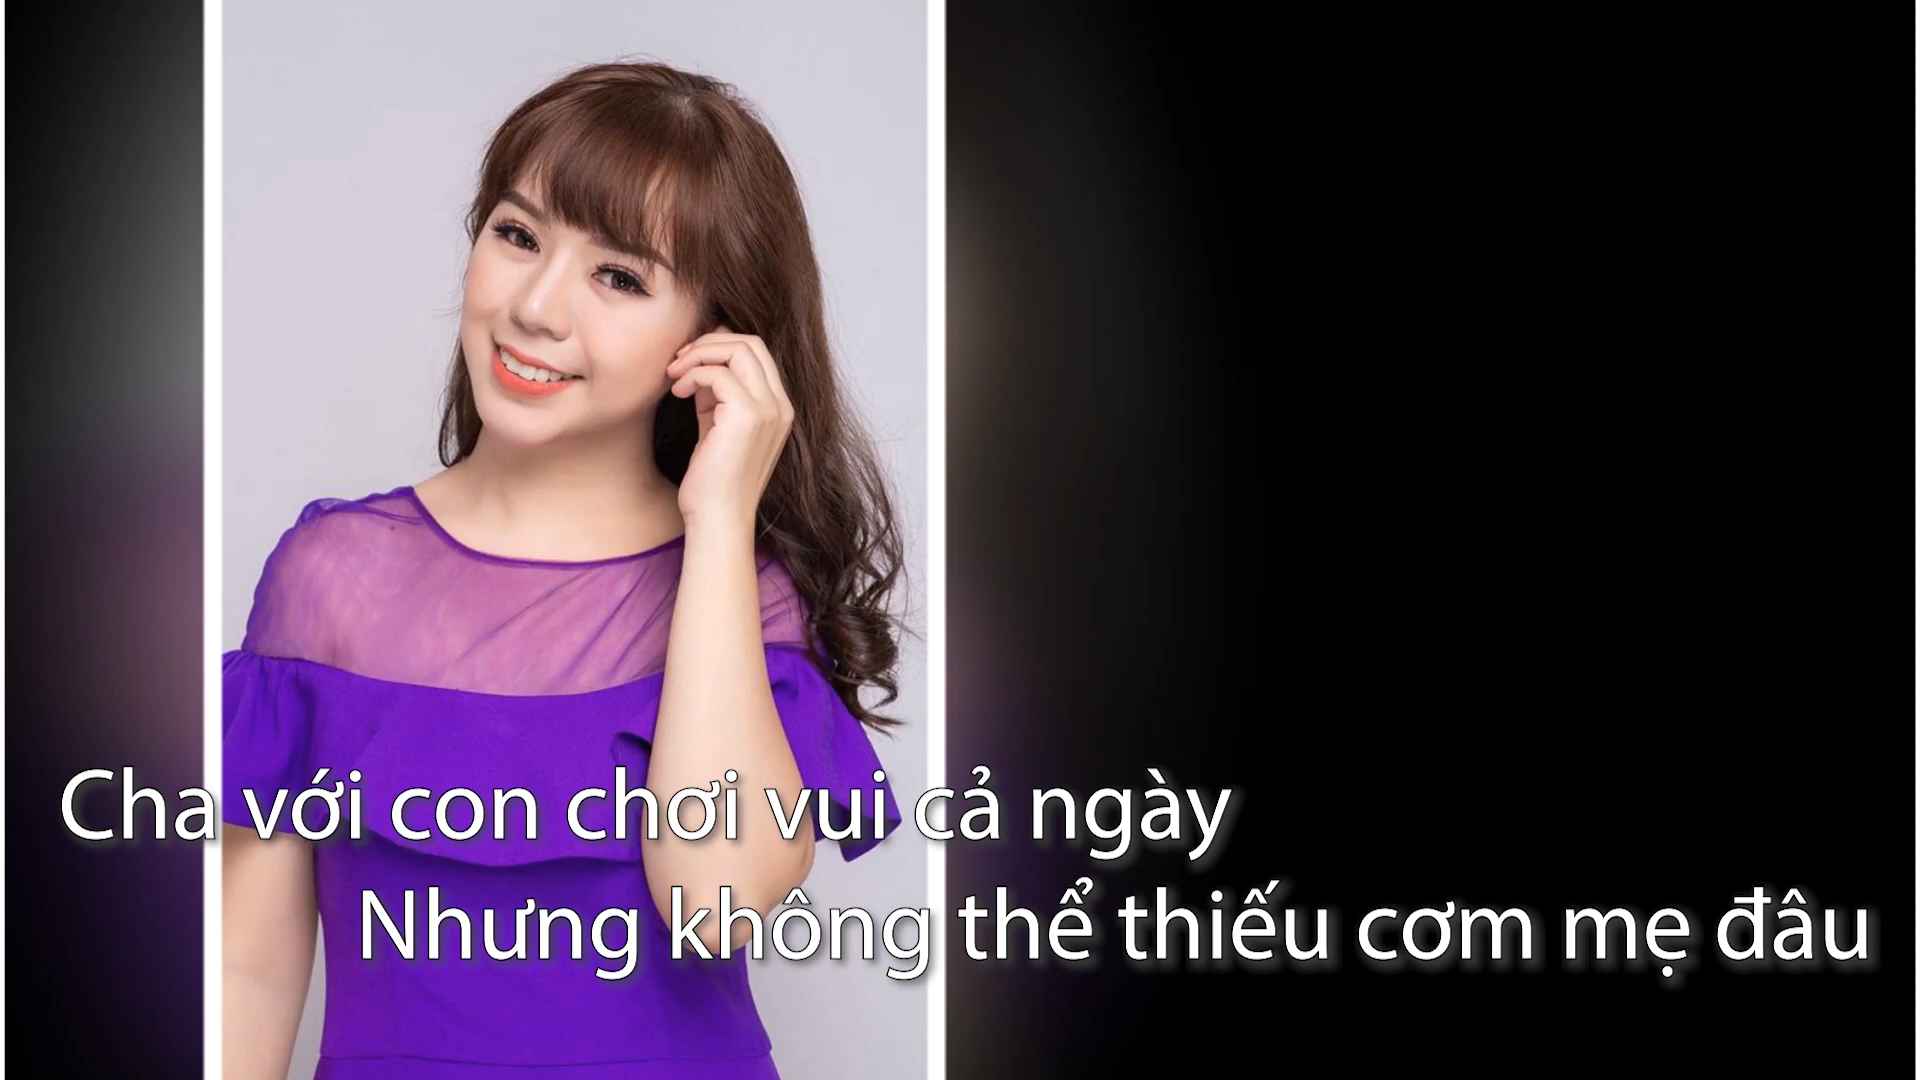 Cha với con chơi vui cả ngày
Nhưng không thể thiếu cơm mẹ đâu